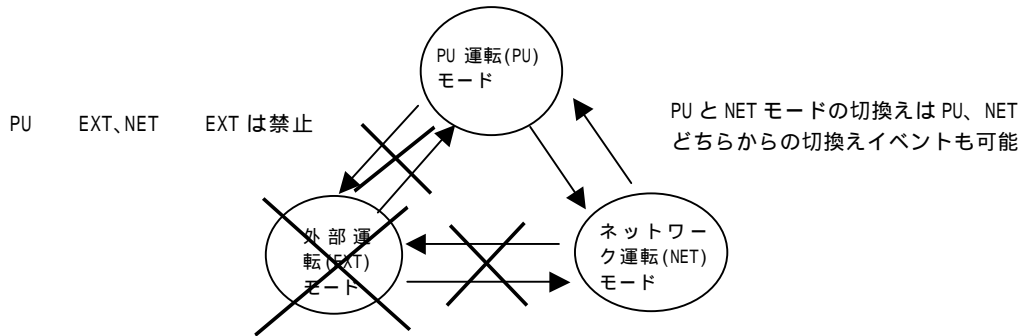 PU 運転(PU)
モード
PU EXT､NET EXT は禁止
PU と NET モードの切換えは PU、NET
どちらからの切換えイベントも可能
外部運
転(EXT)
モード
ネットワー
ク運転(NET)
モード